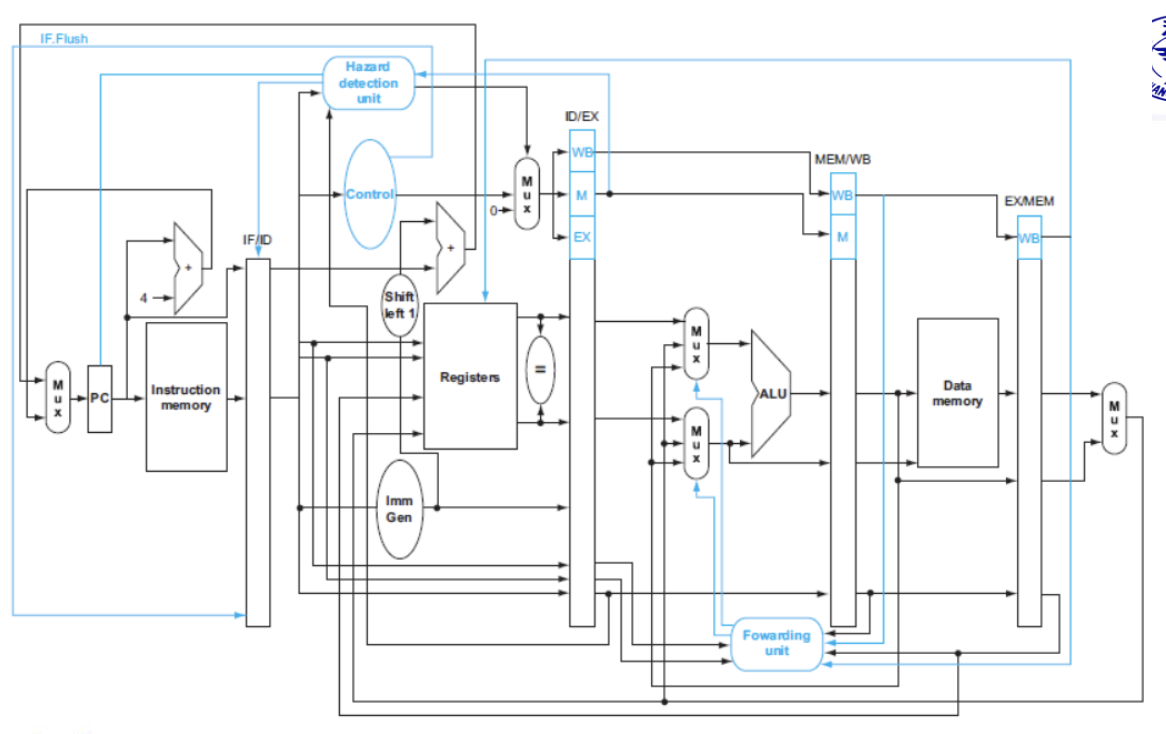 IF.Flush
Hazard
detection
unit
ID/EX
WB
M
EX
MEM/WB
WB
M
EX/MEM
WB
Control
M
u
x
0
IF/ID
+
4
+
Shift
left 1
M
u
x
PC
Instruction
memory
Registers
=
M
u
x
M
u
x
ALU
Data
memory
M
u
x
Imm
Gen
Fowarding
unit